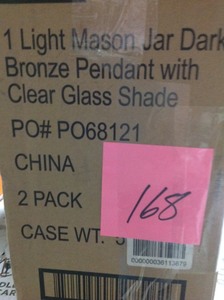 1 Light Mason Jar Dark
Bronze Pendant with
Clear Glass Shade
PO# PO68121
CHINA
2 PACK
168
CASE WT.